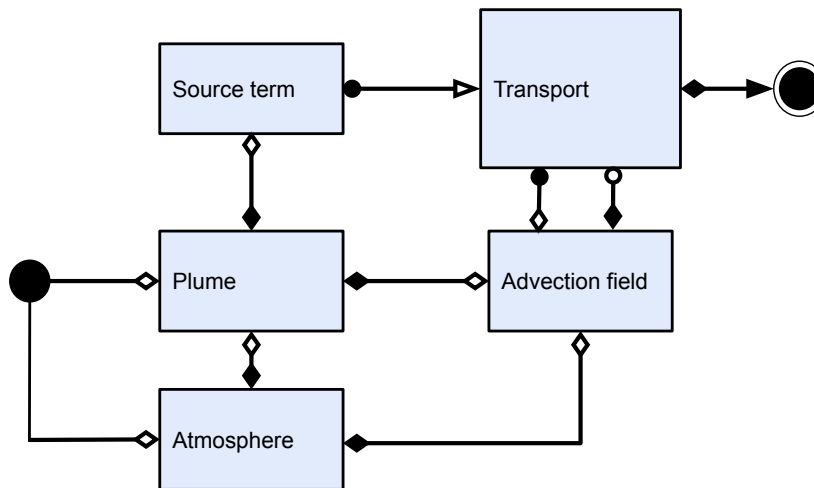 Source term
Transport
Plume
Advection field
Atmosphere